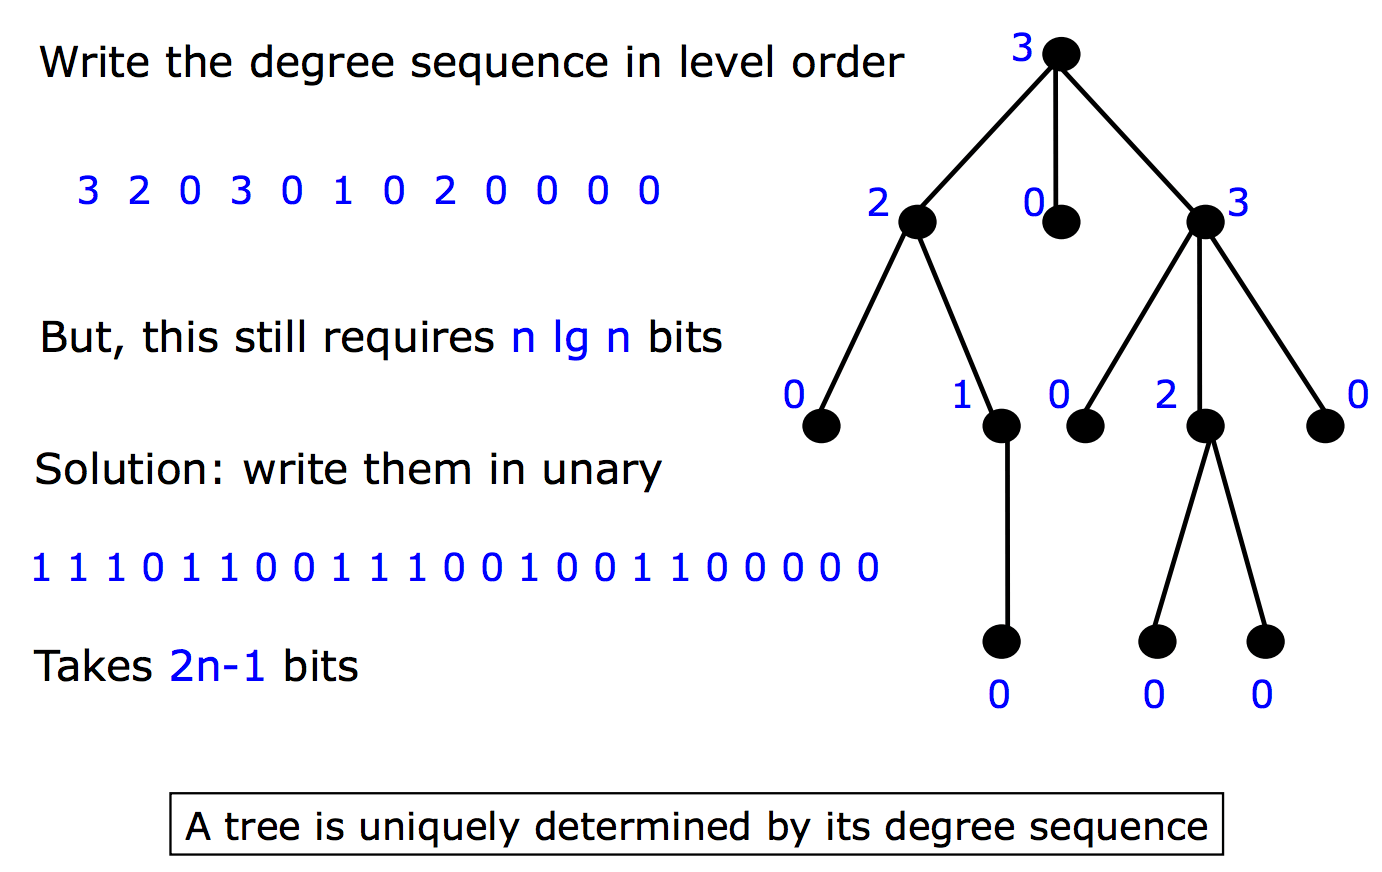 Write the degree sequence in level order
3 2 0 3 0 1 0 2 0 0 0 0
But, this still requires n lg n bits
Solution: write them in unary
1 1 1 0 1 1 0 0 1 1 1 0 0 1 0 0 1 1 0 0 0 0 0
Takes 2n-1 bits
3
2 0 3
0 1 0 2 0
0 0 0
A tree is uniquely determined by its degree sequence